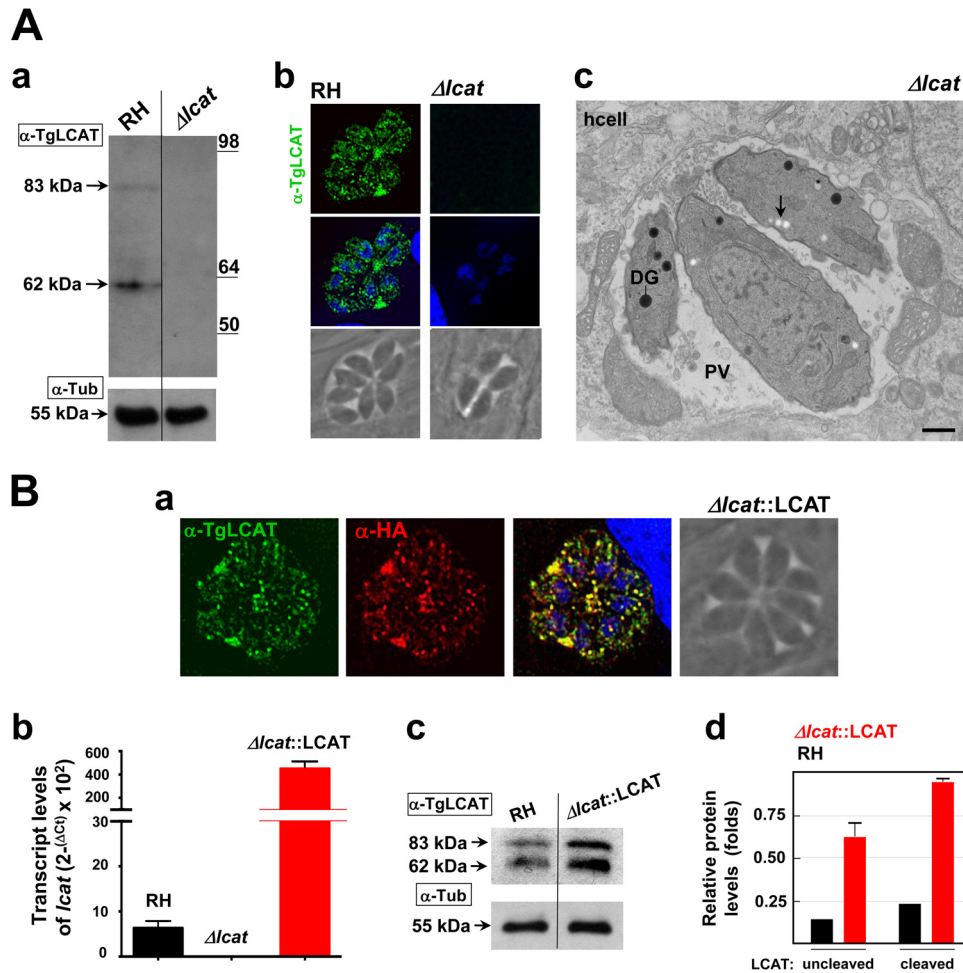 A
a
RH
Δlcat
α-TgLCAT
98
83 kDa
62 kDa
64
50
α-Tub
55 kDa
b
RH
Δlcat
α-TgLCAT
c
Δlcat
hcell
DG
PV
B
a
Δlcat::LCAT
α-TgLCAT
α-HA
b
Transcript levels
of lcat (2-(ΔCt) x 10²)
600
400
200
30
20
10
0
RH
Δlcat
Δlcat::LCAT
c
α-TgLCAT
RH
Δlcat::LCAT
83 kDa
62 kDa
α-Tub
55 kDa
d
Δlcat::LCAT
RH
Relative protein
levels (folds)
0.75
0.50
0.25
LCAT: uncleaved cleaved